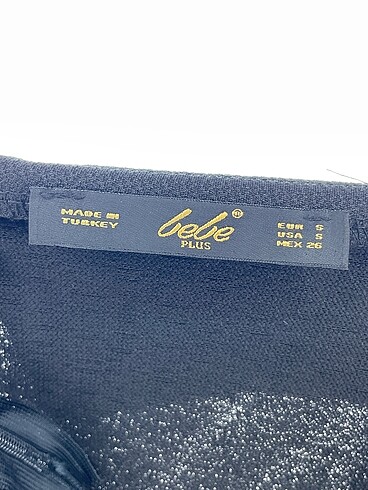 MADE IN
TURKEY
bebe®
PLUS
EUR S
USA S
MEX 26